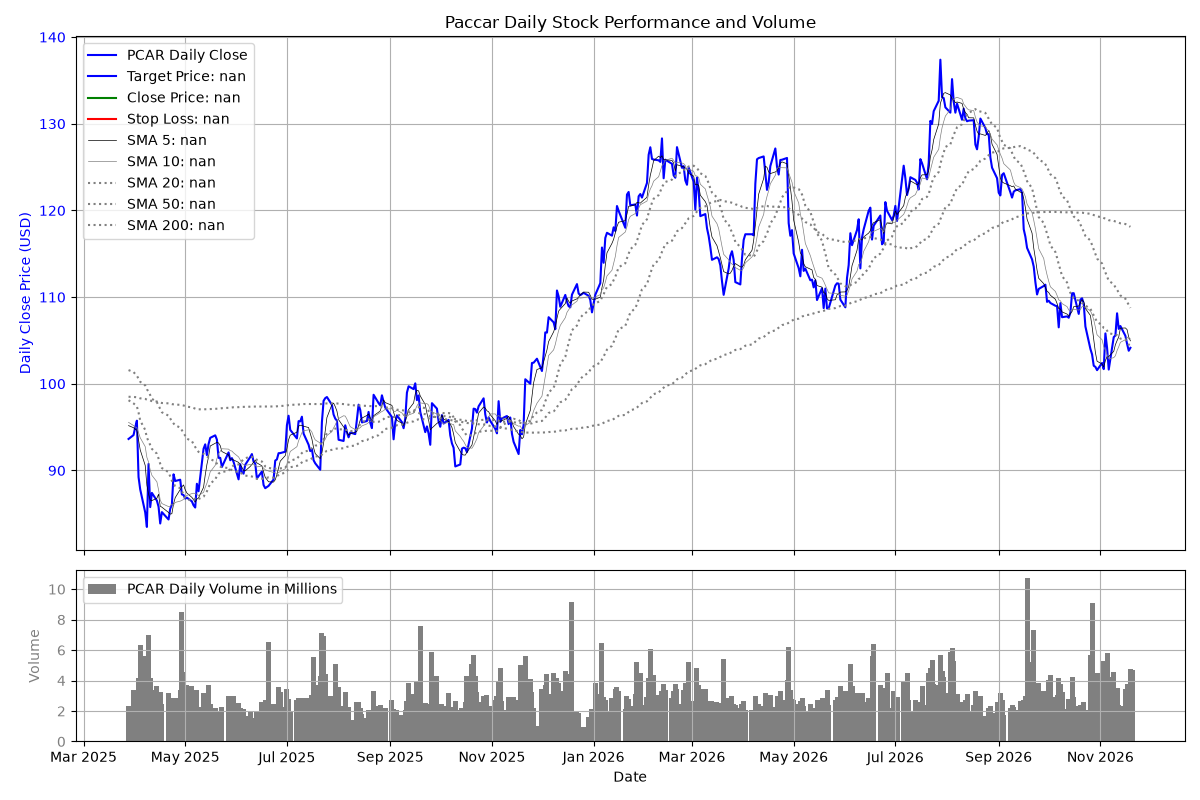 Paccar Daily Stock Performance and Volume
140
130
120
110
100
90
Daily Close Price (USD)
PCAR Daily Close
Target Price: nan
Close Price: nan
Stop Loss: nan
SMA 5: nan
SMA 10: nan
SMA 20: nan
SMA 50: nan
SMA 200: nan
10
8
6
4
2
0
Volume
PCAR Daily Volume in Millions
Mar 2025 May 2025 Jul 2025 Sep 2025 Nov 2025 Jan 2026 Mar 2026 May 2026 Jul 2026 Sep 2026 Nov 2026
Date